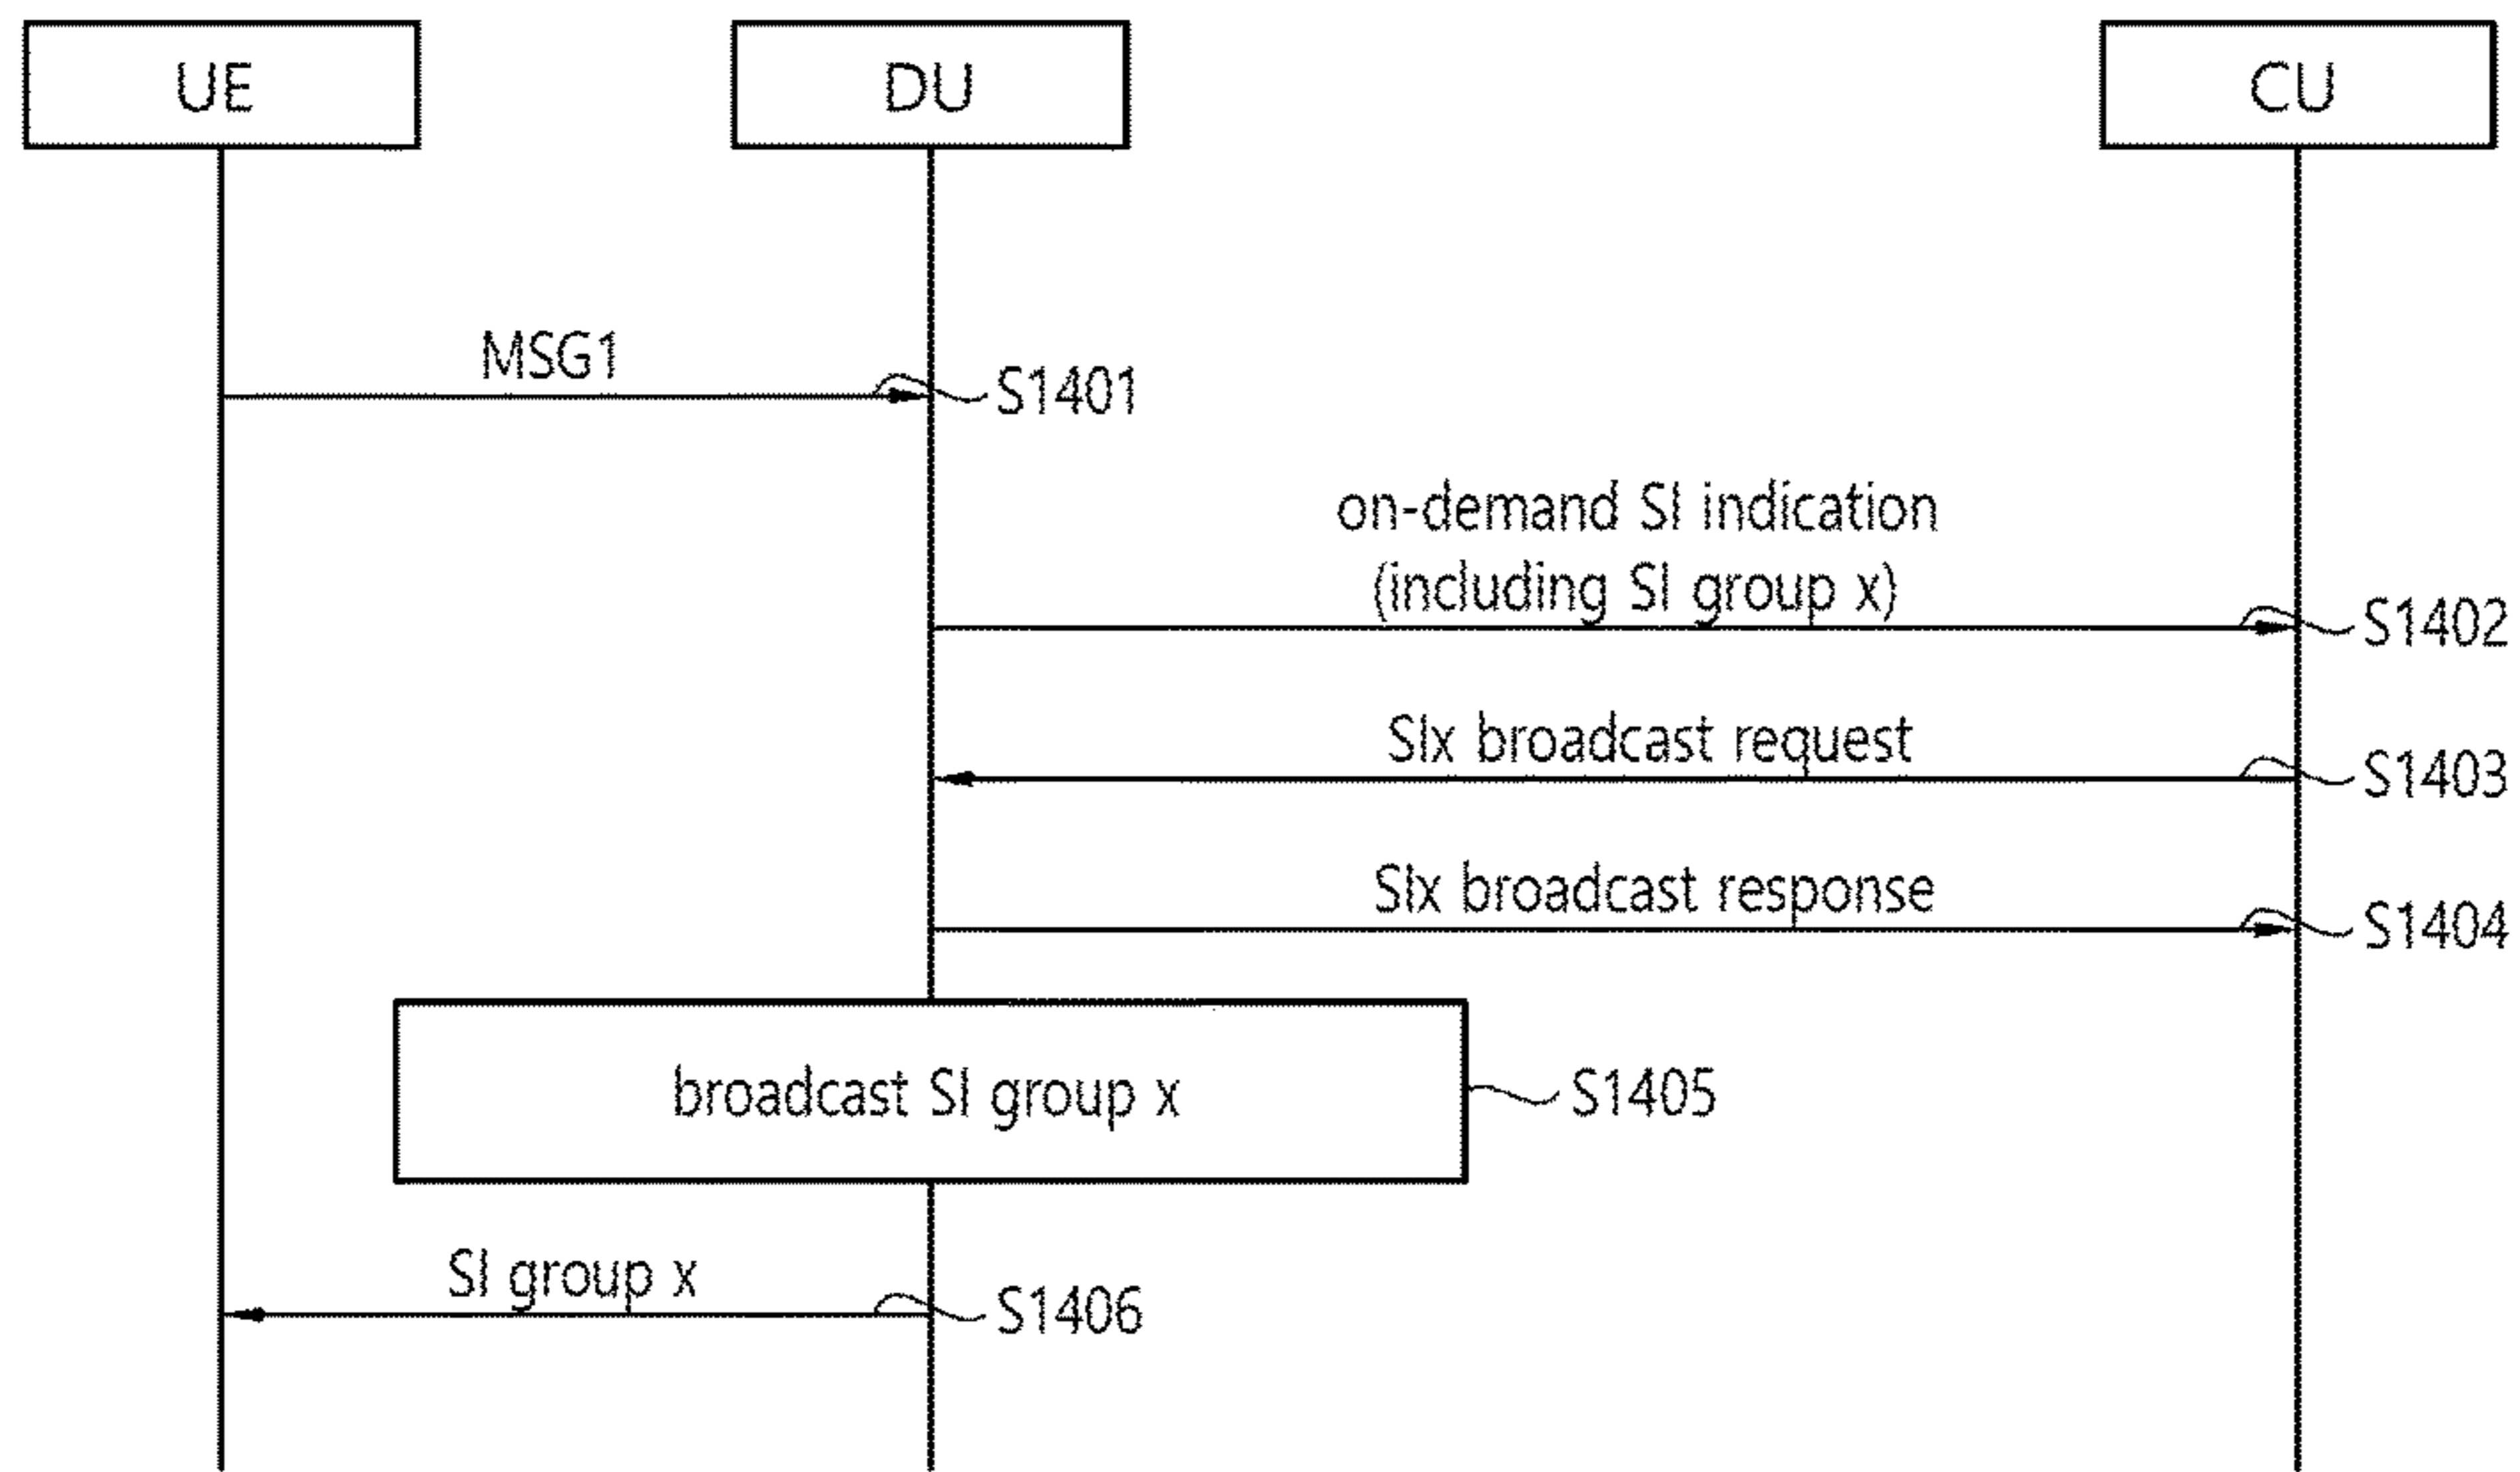 UE
DU
CU
MSG1
S1401
on-demand SI indication
(including SI group x)
S1402
SIx broadcast request
S1403
SIx broadcast response
S1404
broadcast SI group x
S1405
SI group x
S1406